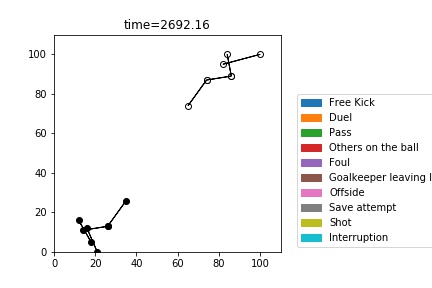 time=2692.16
100
80
60
40
20
0
0 20 40 60 80 100
Free Kick
Duel
Pass
Others on the ball
Foul
Goalkeeper leaving l
Offside
Save attempt
Shot
Interruption